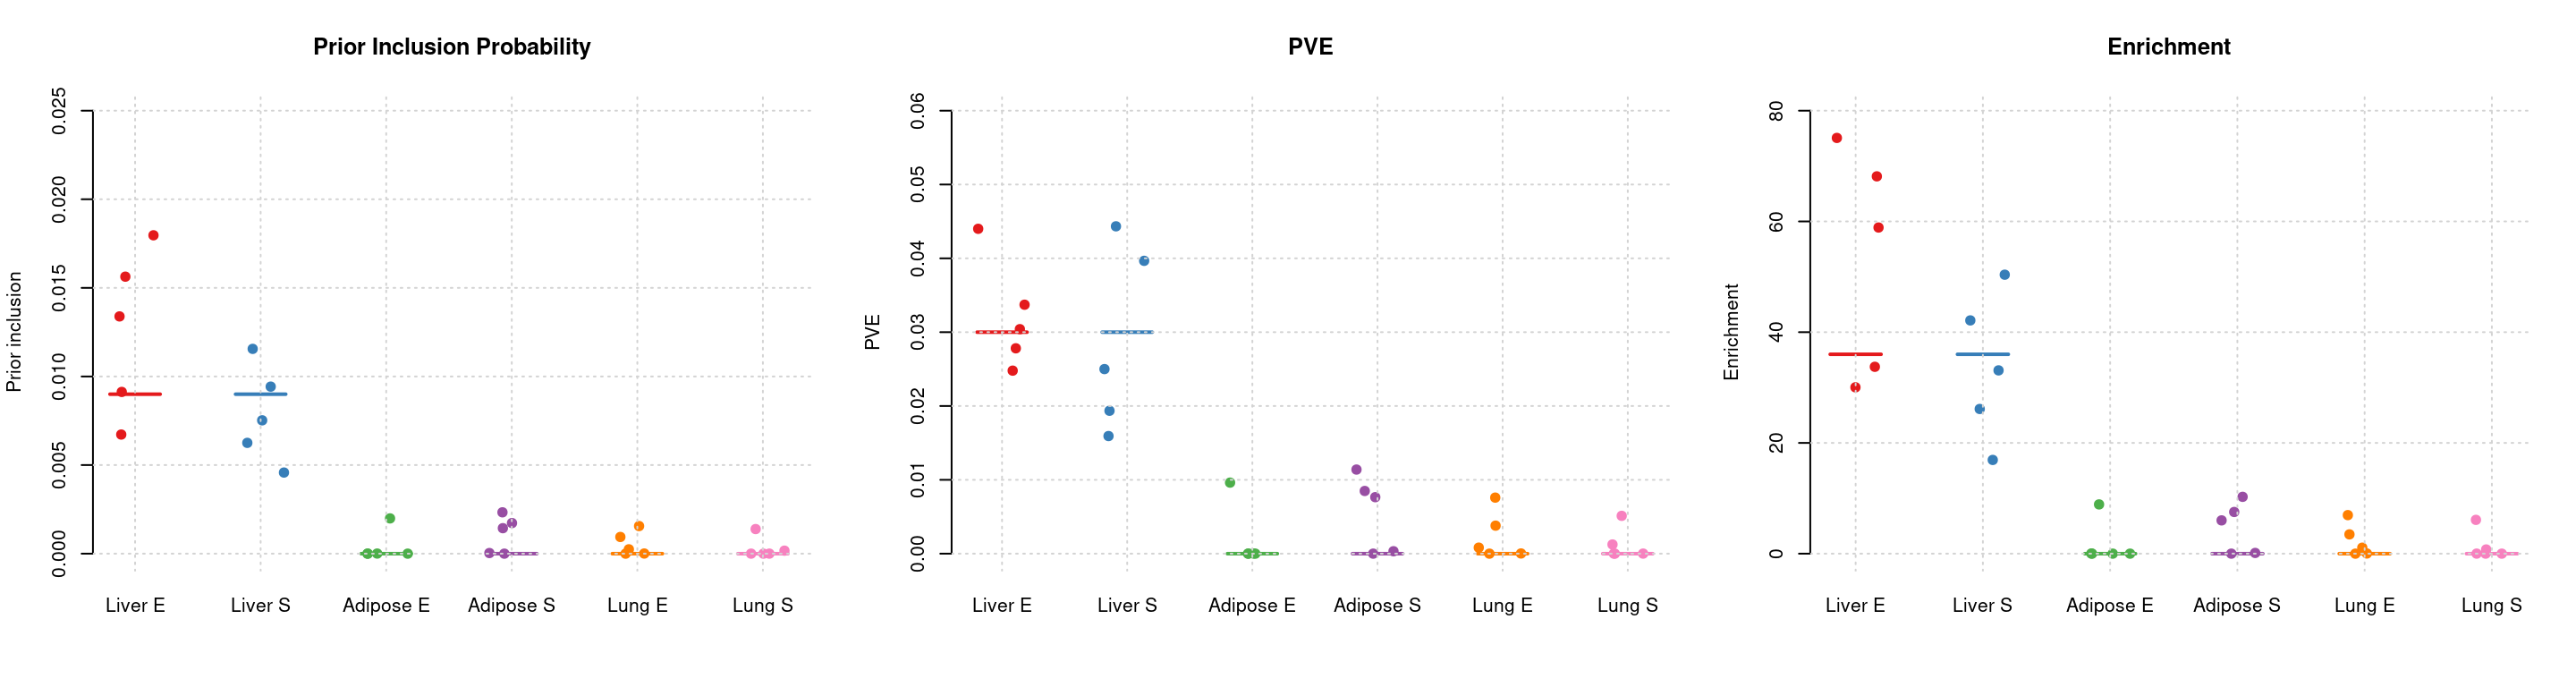 Prior Inclusion Probability
Prior inclusion
0.025
0.020
0.015
0.010
0.005
0.000
Liver E Liver S Adipose E Adipose S Lung E Lung S
PVE
PVE
0.06
0.05
0.04
0.03
0.02
0.01
0.00
Liver E Liver S Adipose E Adipose S Lung E Lung S
Enrichment
Enrichment
80
60
40
20
0
Liver E Liver S Adipose E Adipose S Lung E Lung S